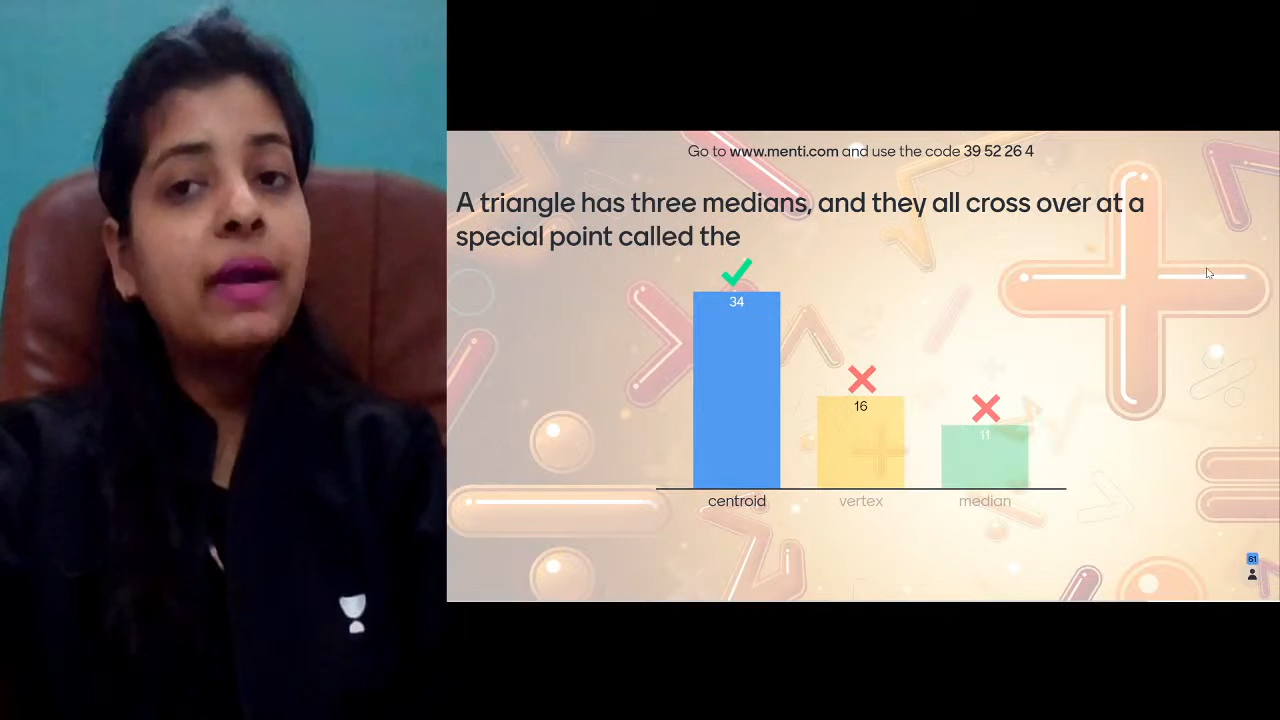 Go to www.menti.com and use the code 39 52 26 4
A triangle has three medians, and they all cross over at a
special point called the
34
16
11
centroid
vertex
median
61